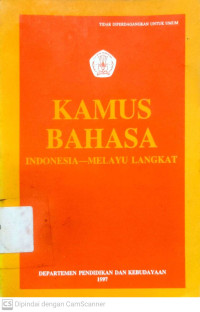 TIDAK DIPERDAGANGKAN UNTUK UMUM
KAMUS
BAHASA
INDONESIA—MELAYU LANGKAT
DEPARTEMEN PENDIDIKAN DAN KEBUDAYAAN
1997
CS Dipindai dengan CamScanner